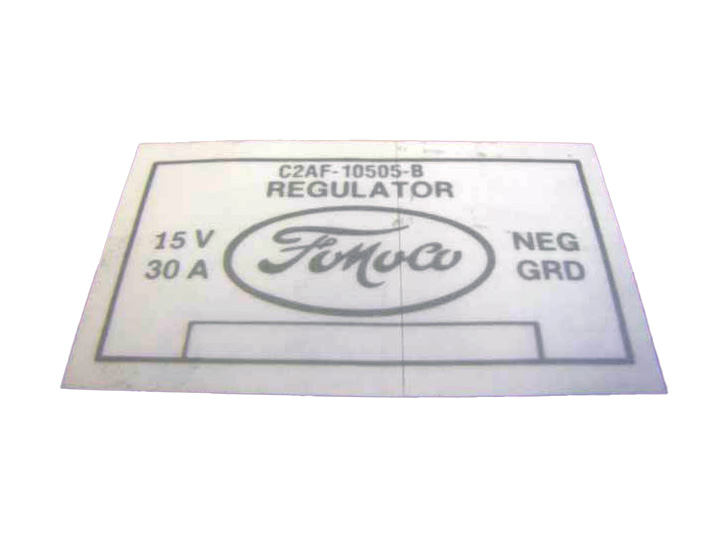 C2AF-10505-B
REGULATOR
15 V
30 A
FoMoCo
NEG
GRD